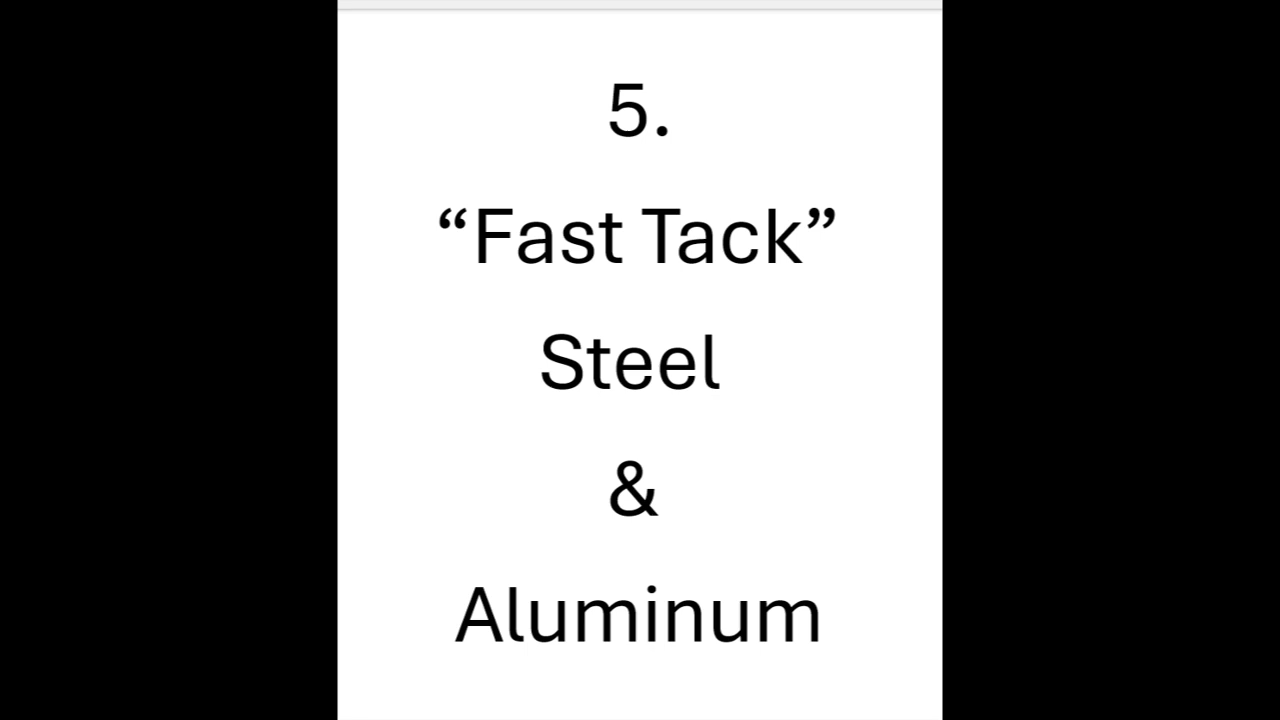 5.
“Fast Tack”
Steel
&
Aluminum